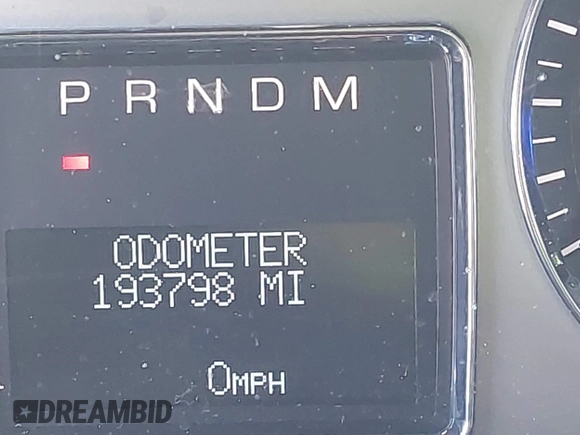 P R N D M
ODOMETER
193798 MI
0MPH
DREAMBID